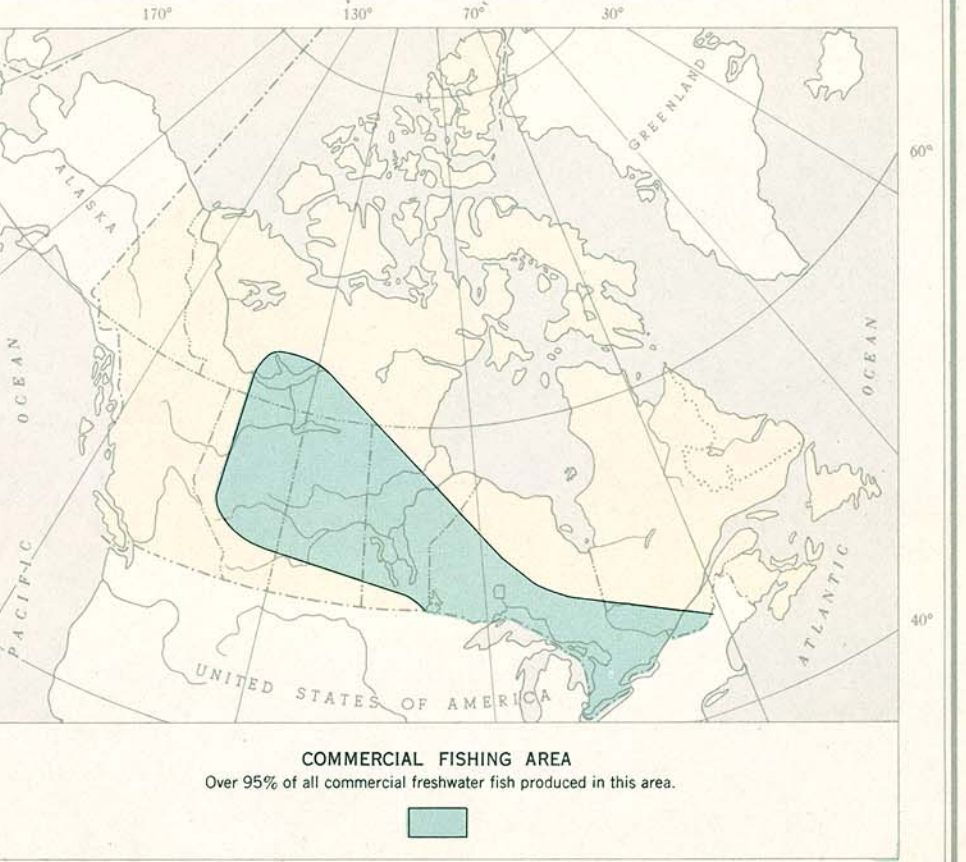 170° 130° 70° 30°
60°
GREENLAND
ALASKA
OCEAN
OCEAN
PACIFIC
ATLANTIC
40°
UNITED STATES OF AMERICA
COMMERCIAL FISHING AREA
Over 95% of all commercial freshwater fish produced in this area.